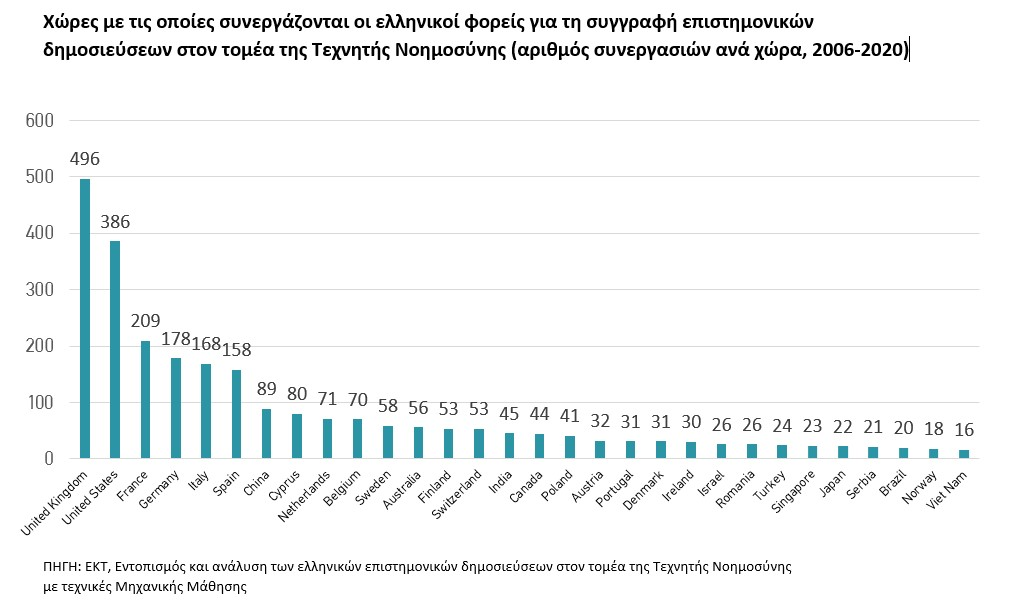 Χώρες με τις οποίες συνεργάζονται οι ελληνικοί φορείς για τη συγγραφή επιστημονικών
δημοσιεύσεων στον τομέα της Τεχνητής Νοημοσύνης (αριθμός συνεργασιών ανά χώρα, 2006-2020)
600
500
400
300
200
100
0
496
386
209
178
168
158
89
80
71
70
58
56
53
53
45
44
41
32
31
31
30
26
26
24
23
22
21
20
18
16
United Kingdom
United States
France
Germany
Italy
Spain
China
Cyprus
Netherlands
Belgium
Sweden
Australia
Finland
Switzerland
India
Canada
Poland
Austria
Portugal
Denmark
Ireland
Israel
Romania
Turkey
Singapore
Japan
Serbia
Brazil
Norway
Viet Nam
ΠΗΓΗ: ΕΚΤ, Εντοπισμός και ανάλυση των ελληνικών επιστημονικών δημοσιεύσεων στον τομέα της Τεχνητής Νοημοσύνης
με τεχνικές Μηχανικής Μάθησης